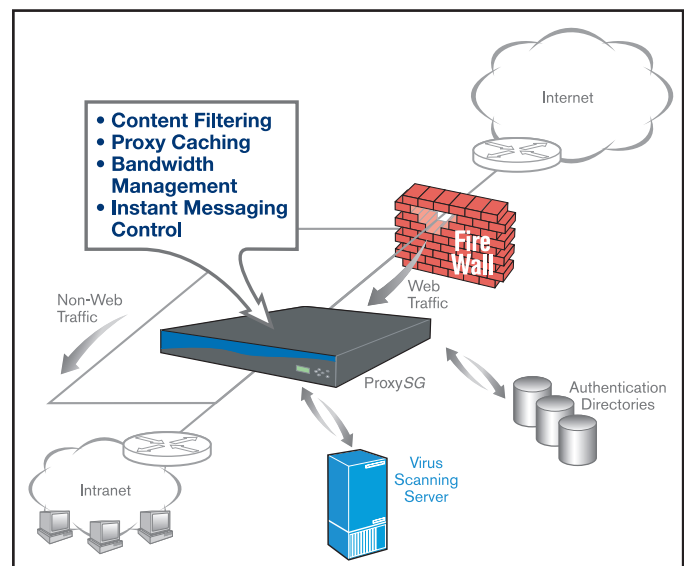 Internet
• Content Filtering
• Proxy Caching
• Bandwidth
Management
• Instant Messaging
Control
Fire
Wall
Web
Traffic
Non-Web
Traffic
ProxySG
Authentication
Directories
Virus
Scanning
Server
Intranet